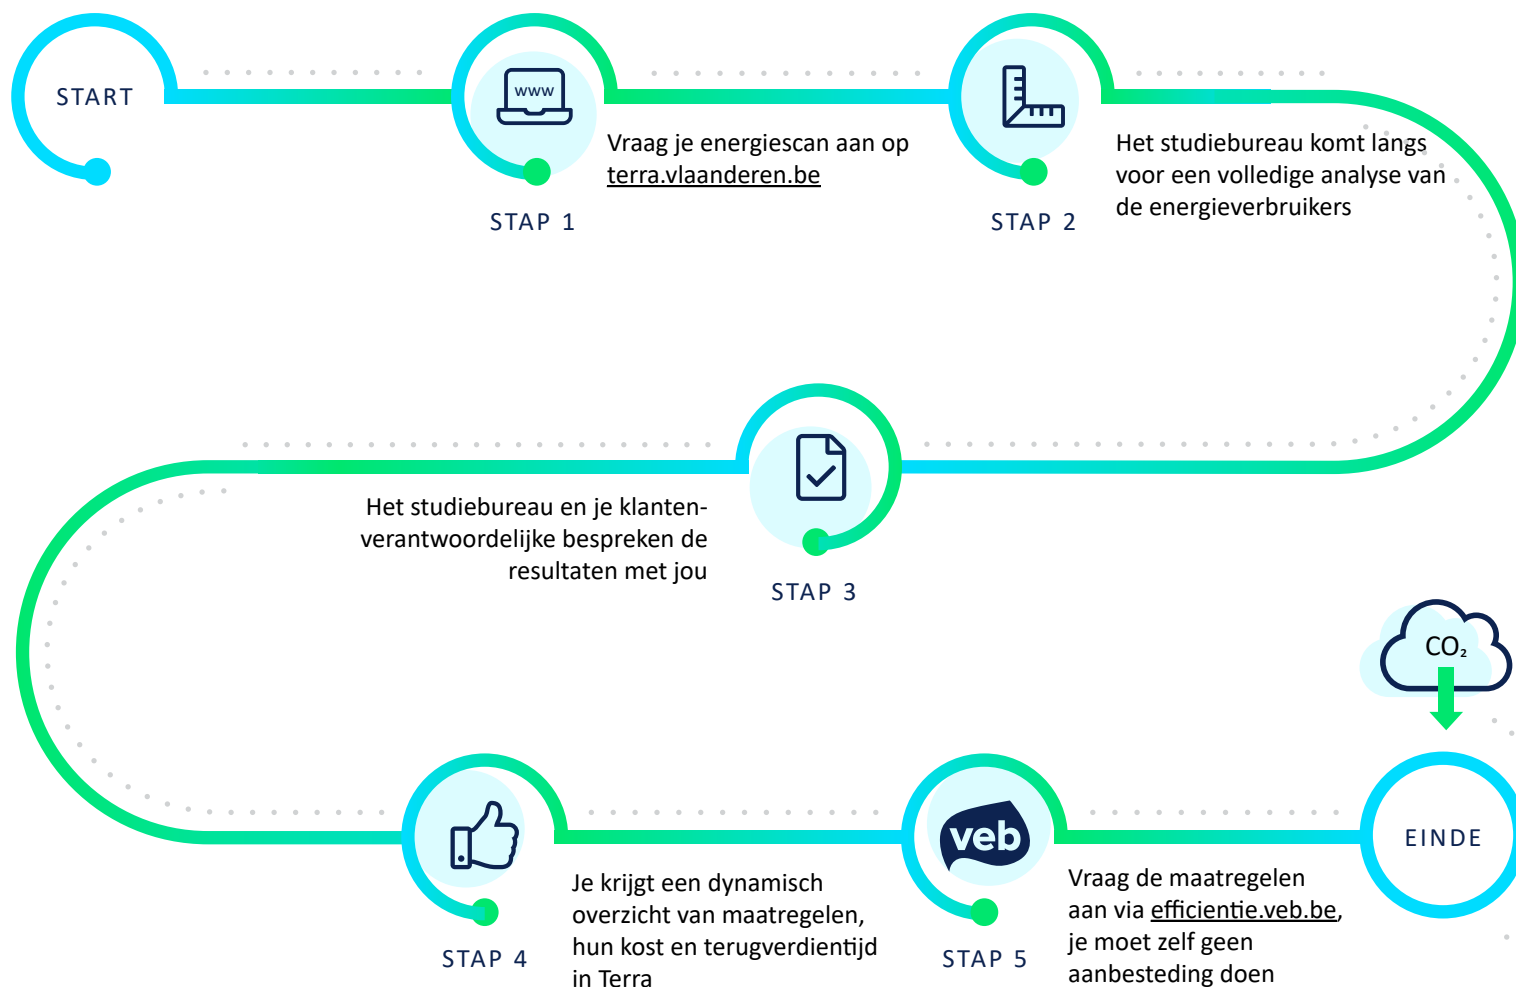 START
www
Vraag je energiescan aan op
terra.vlaanderen.be
STAP 1
Het studiebureau komt langs
voor een volledige analyse van
de energieverbruikers
STAP 2
Het studiebureau en je klanten-
verantwoordelijke bespreken de
resultaten met jou
STAP 3
Je krijgt een dynamisch
overzicht van maatregelen,
hun kost en terugverdientijd
in Terra
STAP 4
veb
Vraag de maatregelen
aan via efficientie.veb.be,
je moet zelf geen
aanbesteding doen
STAP 5
CO₂
EINDE